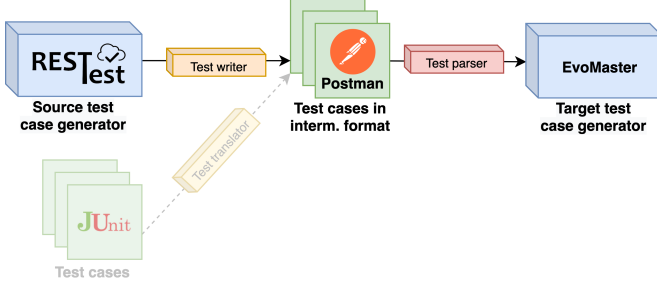 RESTest
Test writer
Postman
Test parser
EvoMaster
Source test
case generator
Test cases in
interm. format
Target test
case generator
Test translator
JUnit
Test cases